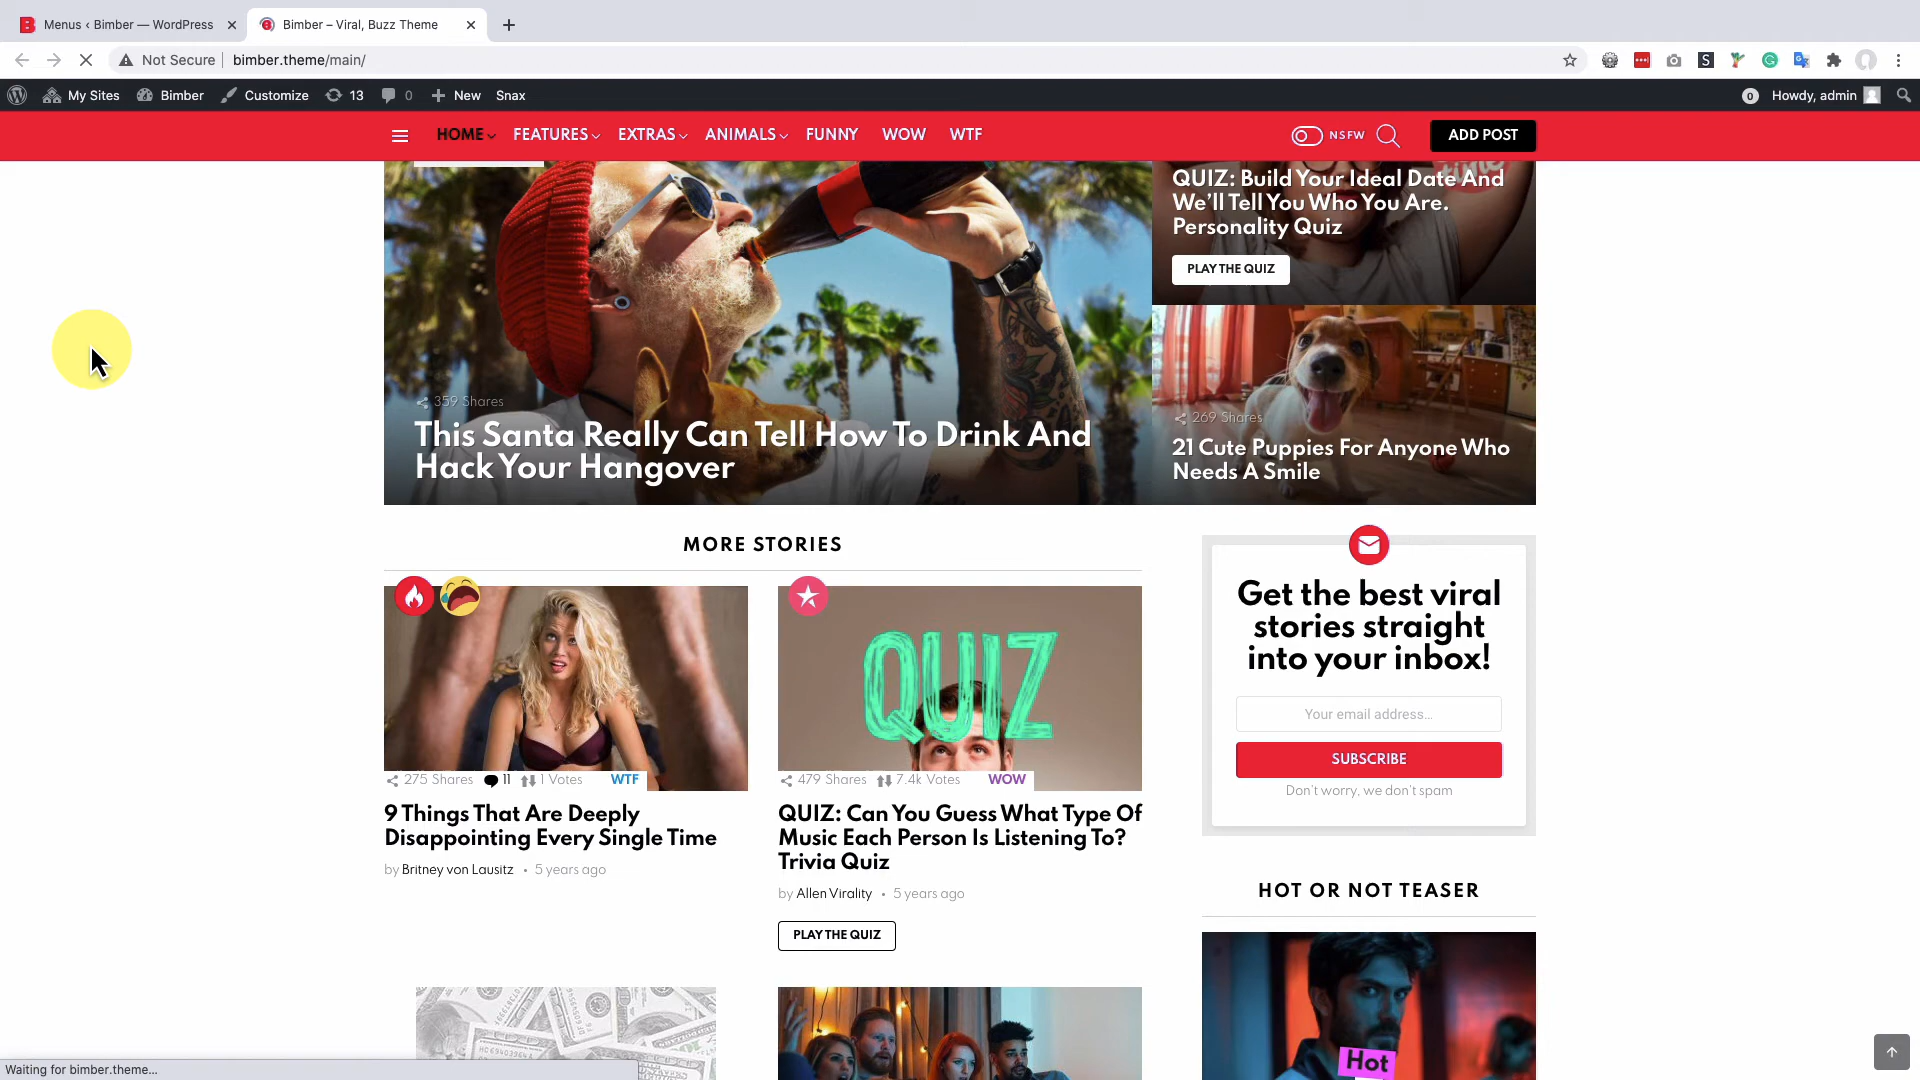 Menus ‹ Bimber — WordPress
Bimber – Viral, Buzz Theme
Not Secure
bimber.theme/main/
My Sites
Bimber
Customize
13
0
New
Snax
0
Howdy, admin
HOME
FEATURES
EXTRAS
ANIMALS
FUNNY
WOW
WTF
NSFW
ADD POST
359 Shares
This Santa Really Can Tell How To Drink And
Hack Your Hangover
QUIZ: Build Your Ideal Date And
We'll Tell You Who You Are.
Personality Quiz
PLAY THE QUIZ
269 Shares
21 Cute Puppies For Anyone Who
Needs A Smile
MORE STORIES
275 Shares
11
1 Votes
WTF
9 Things That Are Deeply
Disappointing Every Single Time
by Britney von Lausitz • 5 years ago
QUIZ
479 Shares
7.4k Votes
WOW
QUIZ: Can You Guess What Type Of
Music Each Person Is Listening To?
Trivia Quiz
by Allen Virality • 5 years ago
PLAY THE QUIZ
Get the best viral
stories straight
into your inbox!
Your email address...
SUBSCRIBE
Don't worry, we don't spam
HOT OR NOT TEASER
Hot
Waiting for bimber.theme...